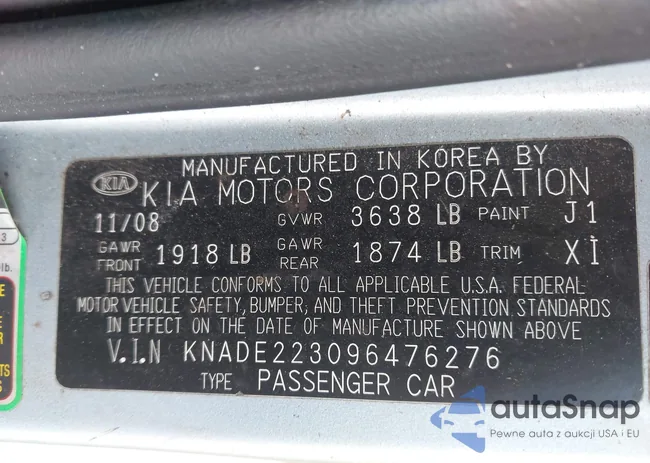 MANUFACTURED IN KOREA BY
KIA
KIA MOTORS CORPORATION
11/08 GVWR 3638 LB PAINT J1
GAWR FRONT 1918 LB GAWR REAR 1874 LB TRIM XI
THIS VEHICLE CONFORMS TO ALL APPLICABLE U.S.A. FEDERAL
MOTOR VEHICLE SAFETY, BUMPER, AND THEFT PREVENTION STANDARDS
IN EFFECT ON THE DATE OF MANUFACTURE SHOWN ABOVE
V.I.N KNADE223096476276
TYPE PASSENGER CAR
3
lb.
autaSnap
Pewne auta z aukcji USA i EU